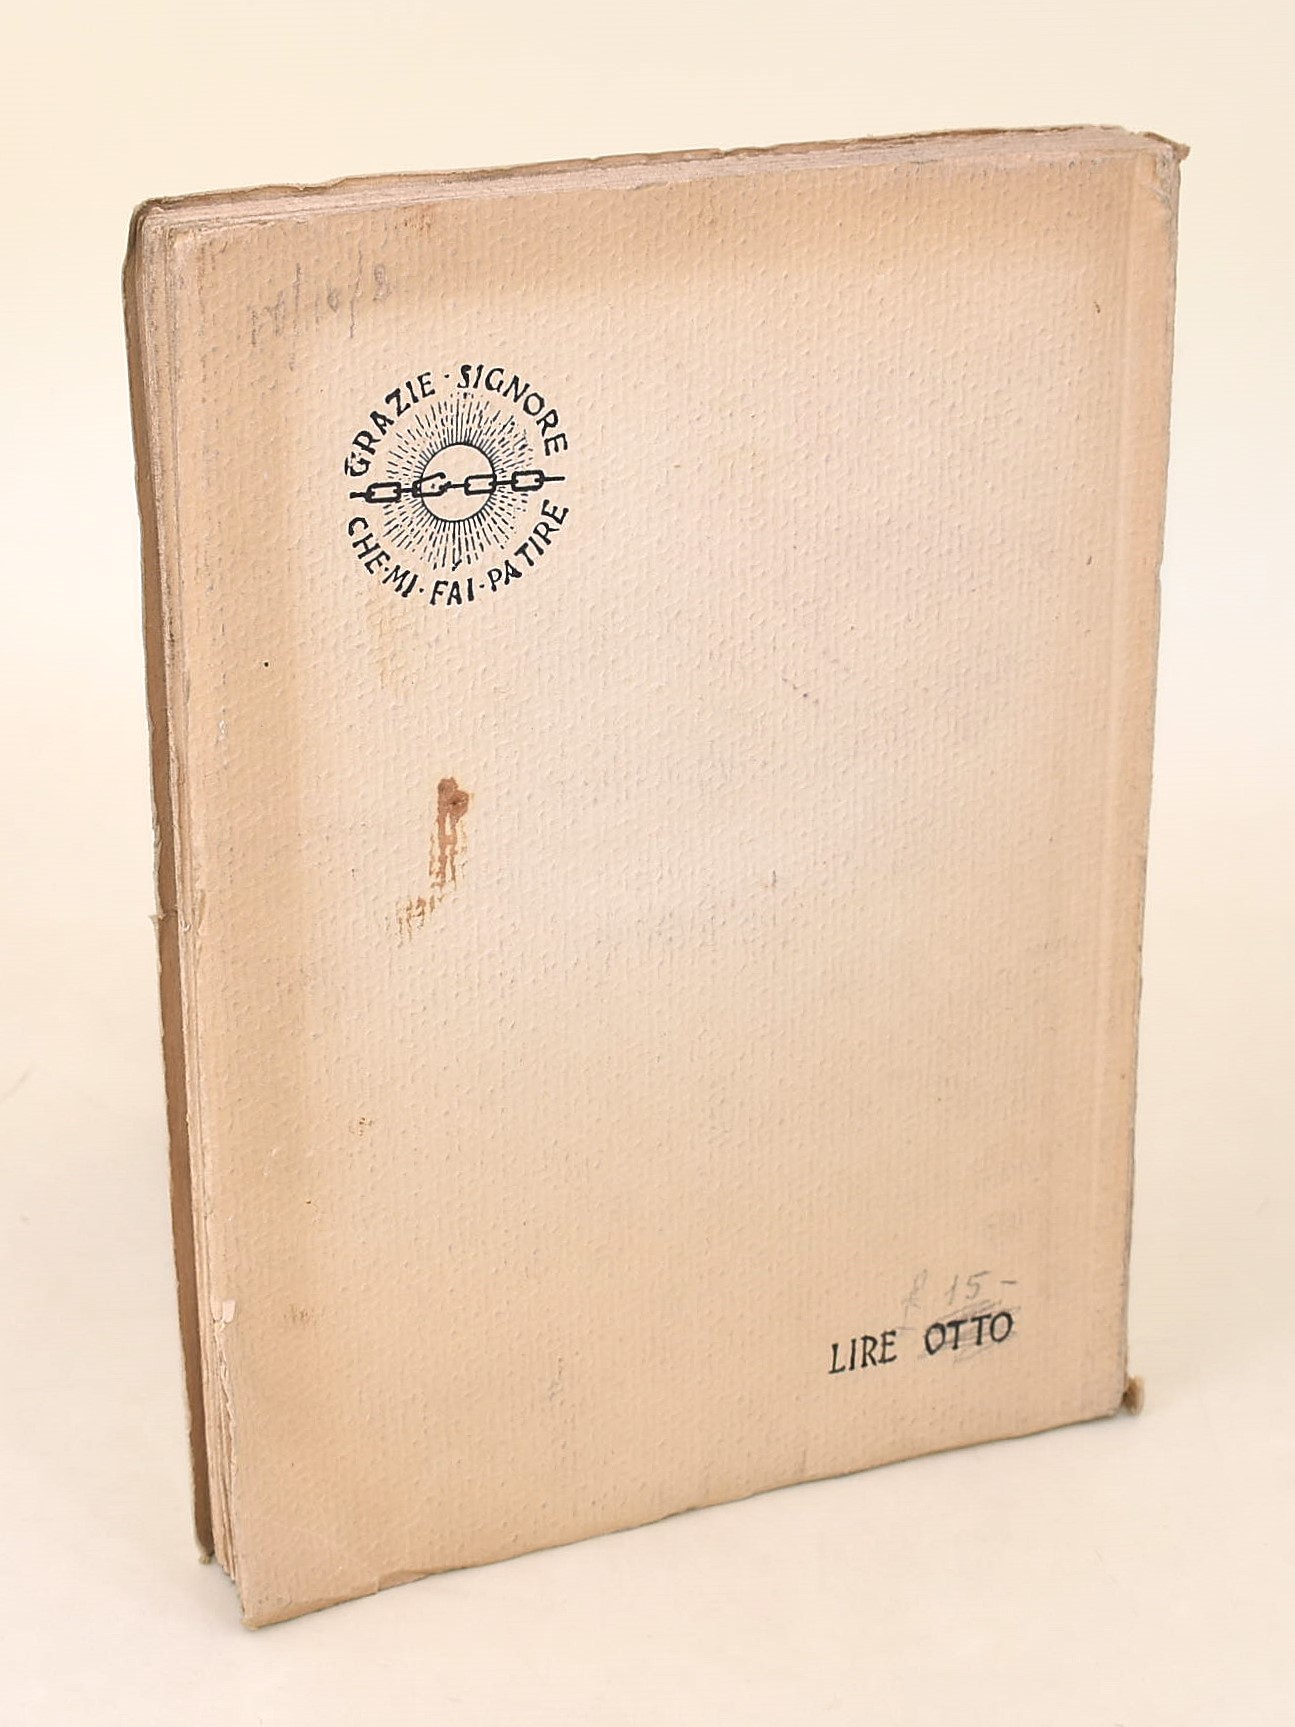 GRAZIE · SIGNORE
CHE · MI · FAI · PATIRE
15 -
LIRE OTTO